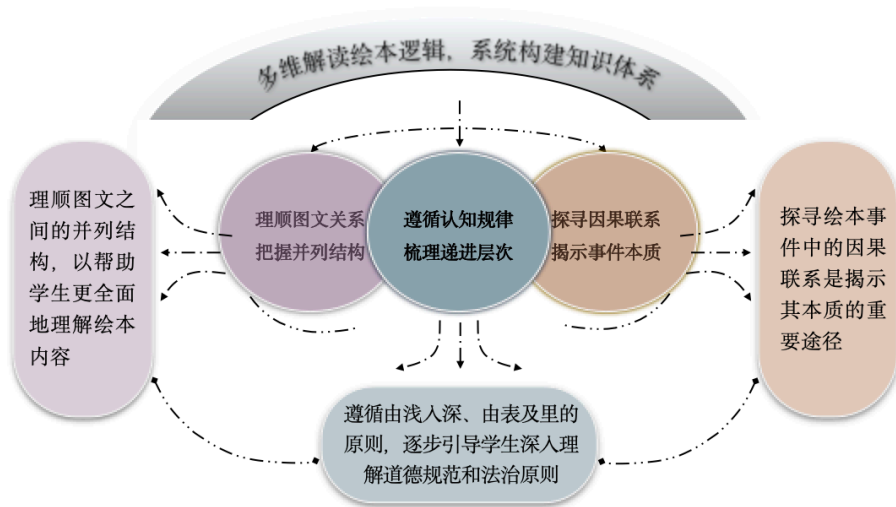 多维解读绘本逻辑，系统构建知识体系
理顺图文关系
把握并列结构
遵循认知规律
梳理递进层次
探寻因果联系
揭示事件本质
理顺图文之
间的并列结
构，以帮助
学生更全面
地理解绘本
内容
探寻绘本事
件中的因果
联系是揭示
其本质的重
要途径
遵循由浅入深、由表及里的
原则，逐步引导学生深入理
解道德规范和法治原则